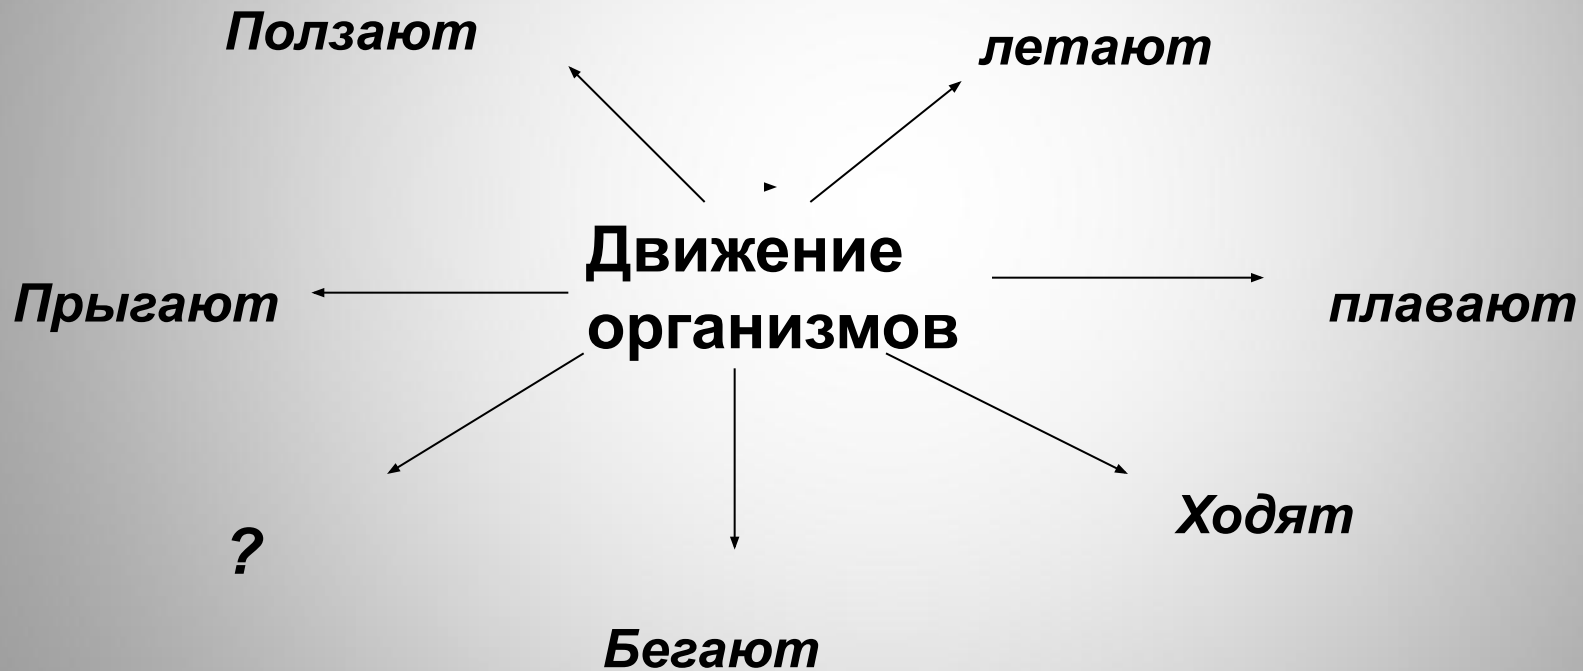 Ползают
летают
Движение
организмов
Прыгают
плавают
Ходят
?
Бегают